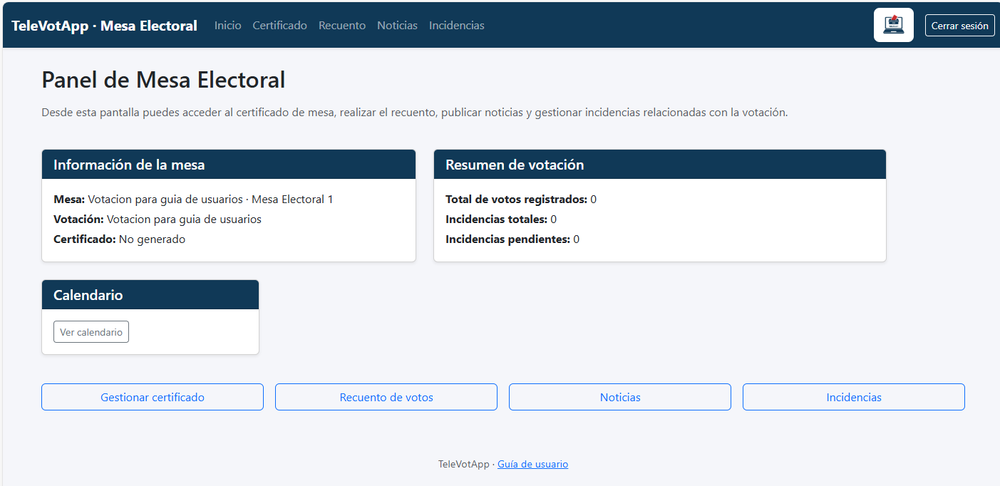 TeleVotApp · Mesa Electoral Inicio Certificado Recuento Noticias Incidencias Cerrar sesión
Panel de Mesa Electoral
Desde esta pantalla puedes acceder al certificado de mesa, realizar el recuento, publicar noticias y gestionar incidencias relacionadas con la votación.
Información de la mesa
Mesa: Votacion para guia de usuarios · Mesa Electoral 1
Votación: Votacion para guia de usuarios
Certificado: No generado
Resumen de votación
Total de votos registrados: 0
Incidencias totales: 0
Incidencias pendientes: 0
Calendario
Ver calendario
Gestionar certificado Recuento de votos Noticias Incidencias
TeleVotApp · Guía de usuario